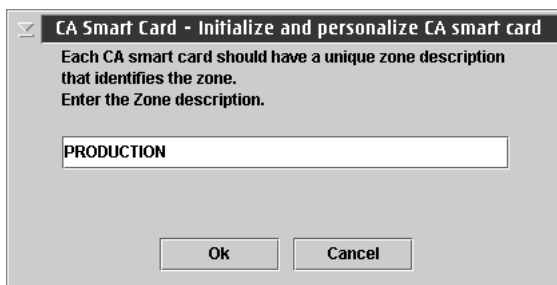 CA Smart Card - Initialize and personalize CA smart card
Each CA smart card should have a unique zone description
that identifies the zone.
Enter the Zone description.
PRODUCTION
Ok
Cancel